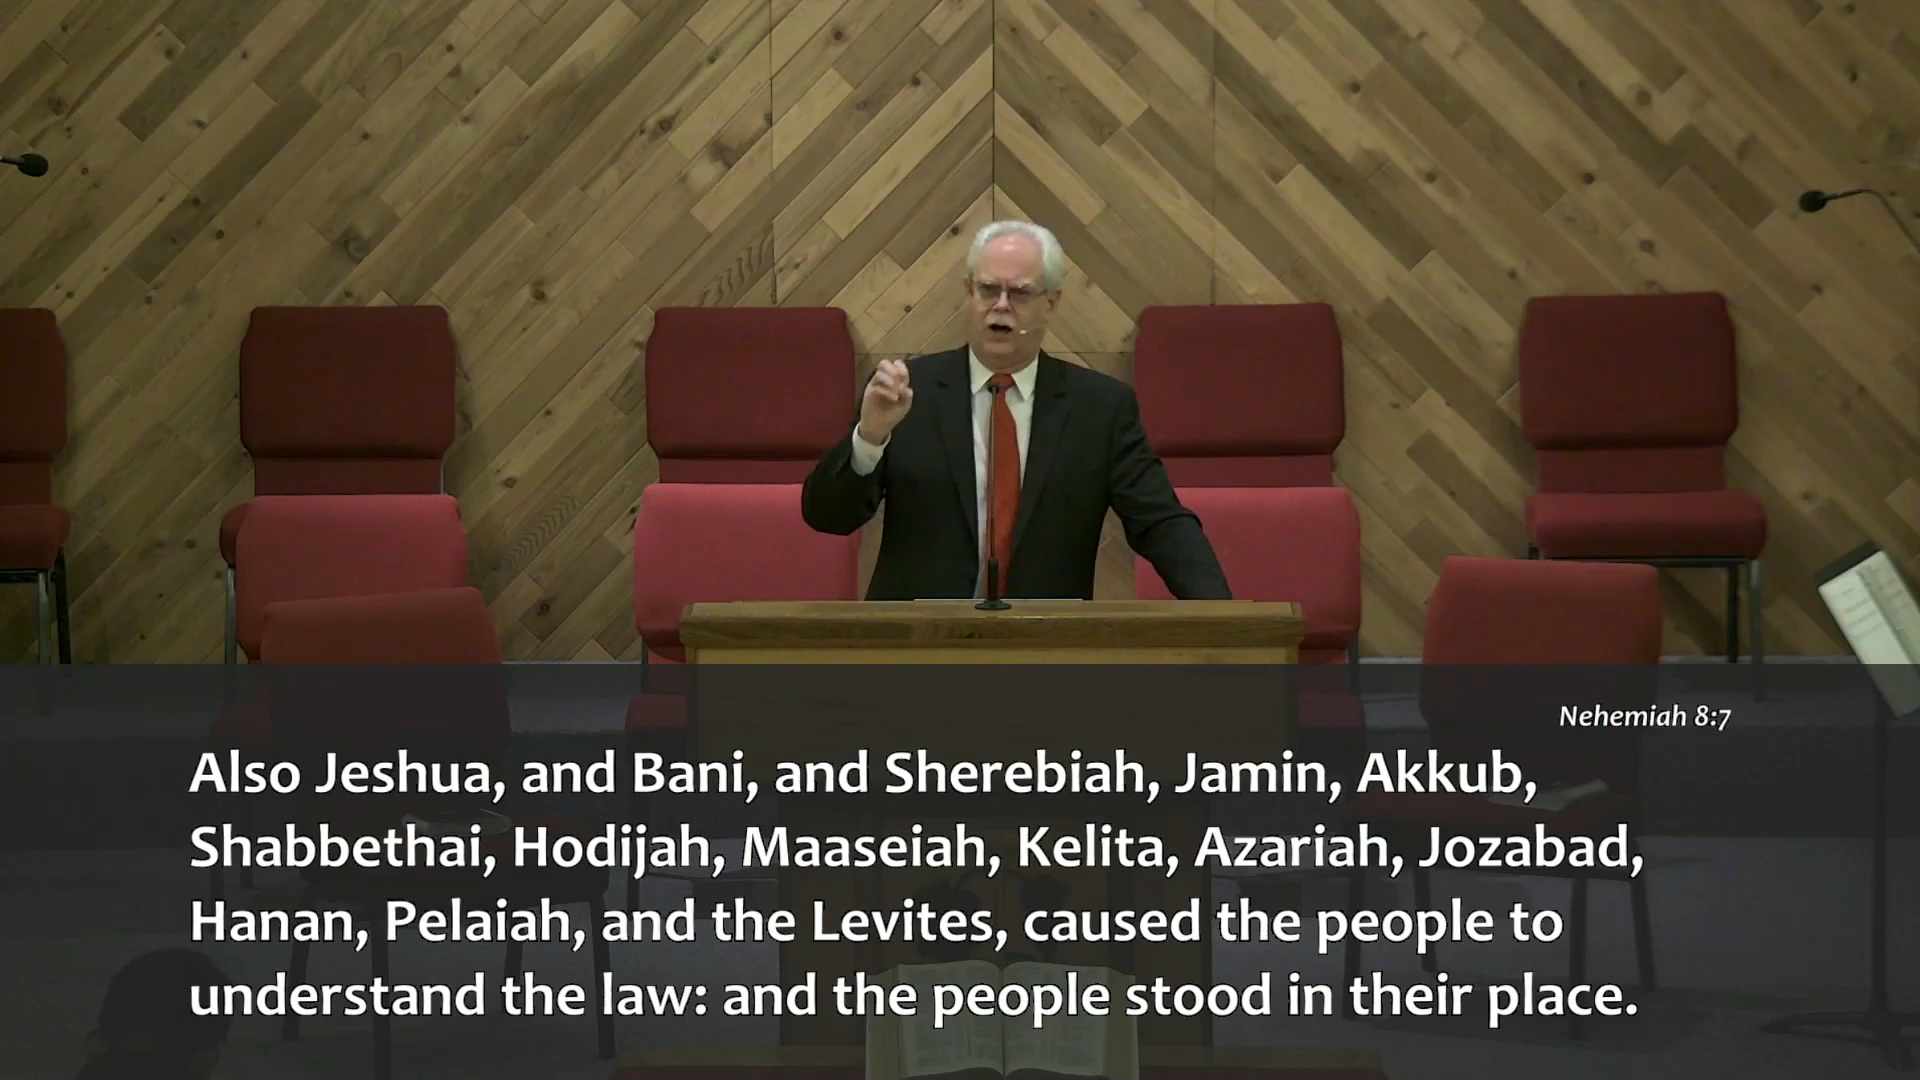 Nehemiah 8:7
Also Jeshua, and Bani, and Sherebiah, Jamin, Akkub,
Shabbethai, Hodijah, Maaseiah, Kelita, Azariah, Jozabad,
Hanan, Pelaiah, and the Levites, caused the people to
understand the law: and the people stood in their place.